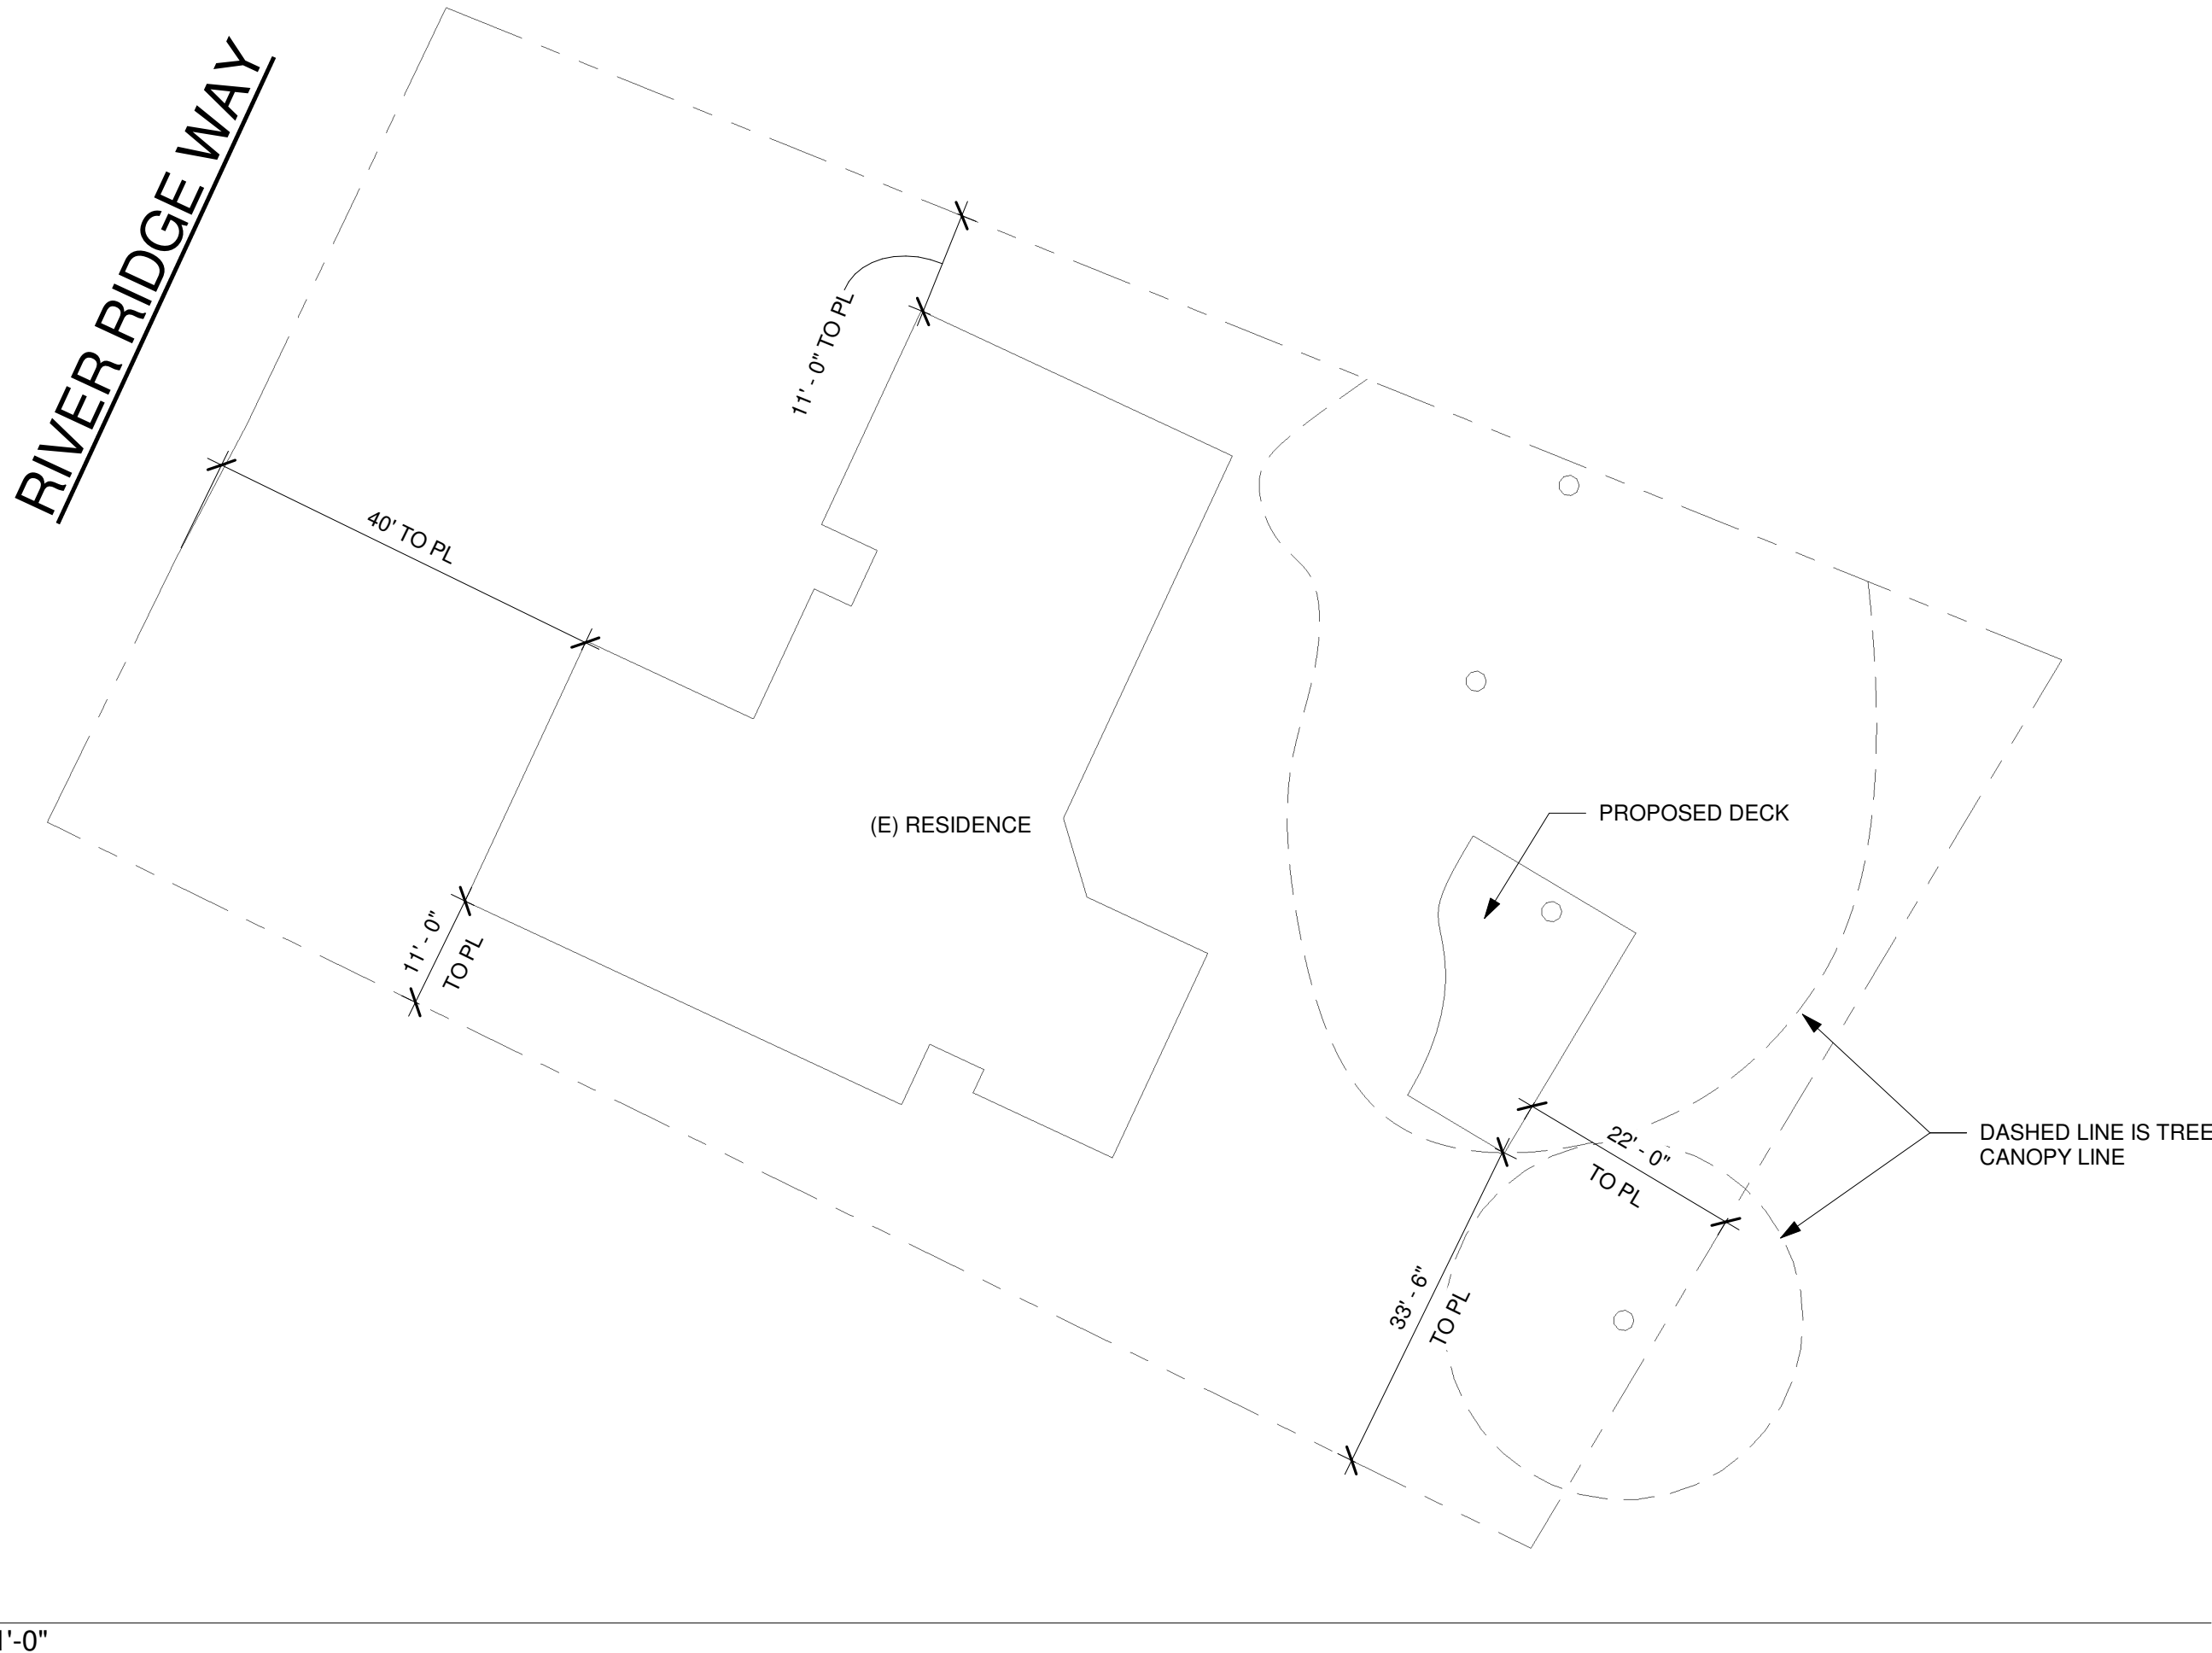 RIVER RIDGE WAY
11' - 0" TO PL
40' TO PL
(E) RESIDENCE
PROPOSED DECK
11' - 0"
TO PL
22' - 0"
TO PL
DASHED LINE IS TREE
CANOPY LINE
33' - 6"
TO PL
1'-0"